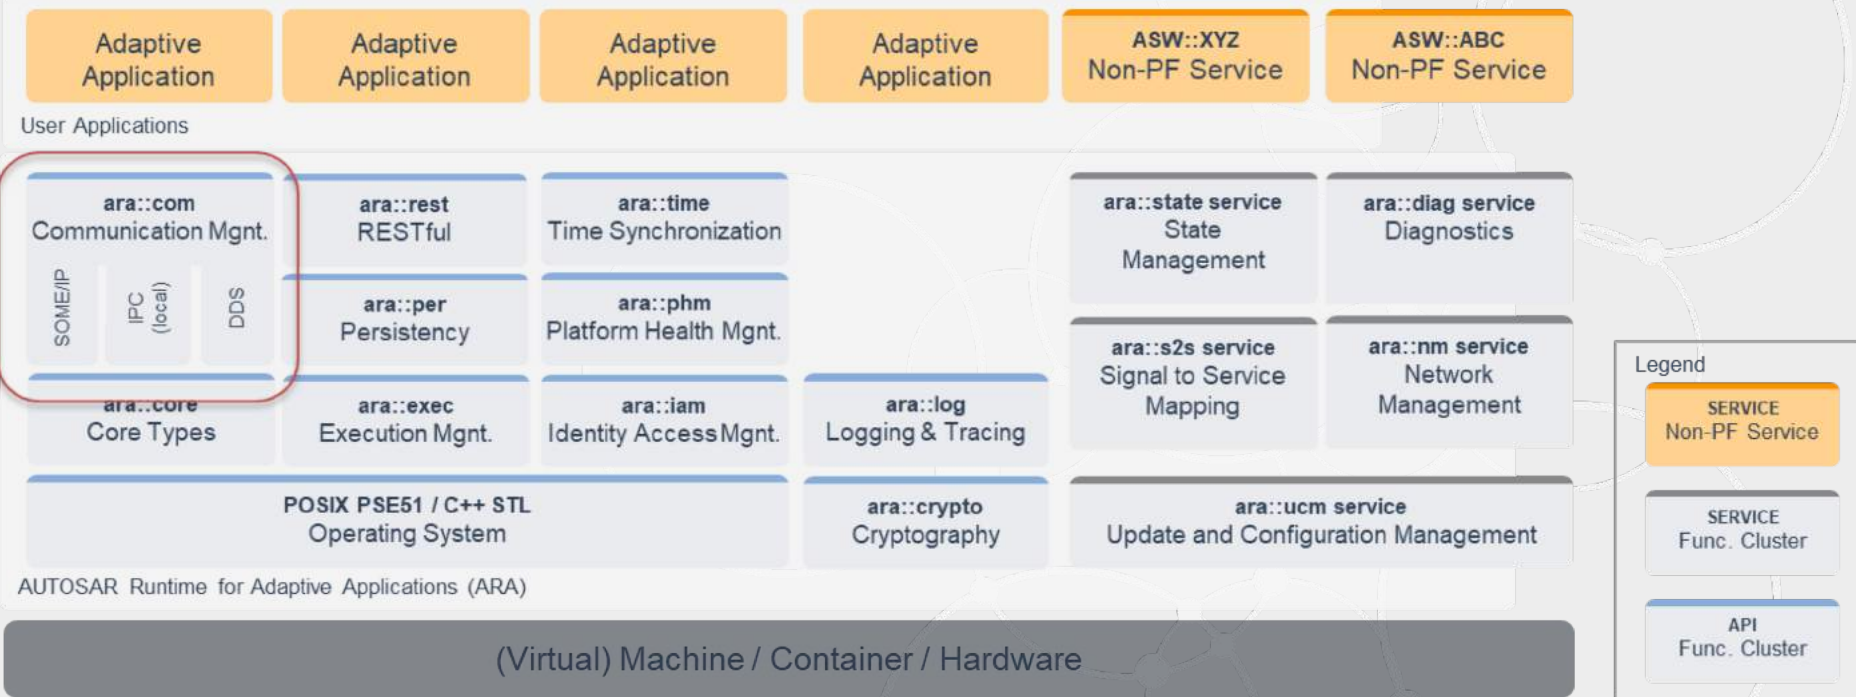 Adaptive
Application
Adaptive
Application
Adaptive
Application
Adaptive
Application
ASW::XYZ
Non-PF Service
ASW::ABC
Non-PF Service
User Applications
ara::com
Communication Mgnt.
SOME/IP
IPC
(local)
DDS
ara::rest
RESTful
ara::time
Time Synchronization
ara::per
Persistency
ara::phm
Platform Health Mgnt.
ara::state service
State
Management
ara::diag service
Diagnostics
ara::s2s service
Signal to Service
Mapping
ara::nm service
Network
Management
ara::core
Core Types
ara::exec
Execution Mgnt.
ara::iam
Identity Access Mgnt.
ara::log
Logging & Tracing
POSIX PSE51 / C++ STL
Operating System
ara::crypto
Cryptography
ara::ucm service
Update and Configuration Management
AUTOSAR Runtime for Adaptive Applications (ARA)
(Virtual) Machine / Container / Hardware
Legend
SERVICE
Non-PF Service
SERVICE
Func. Cluster
API
Func. Cluster